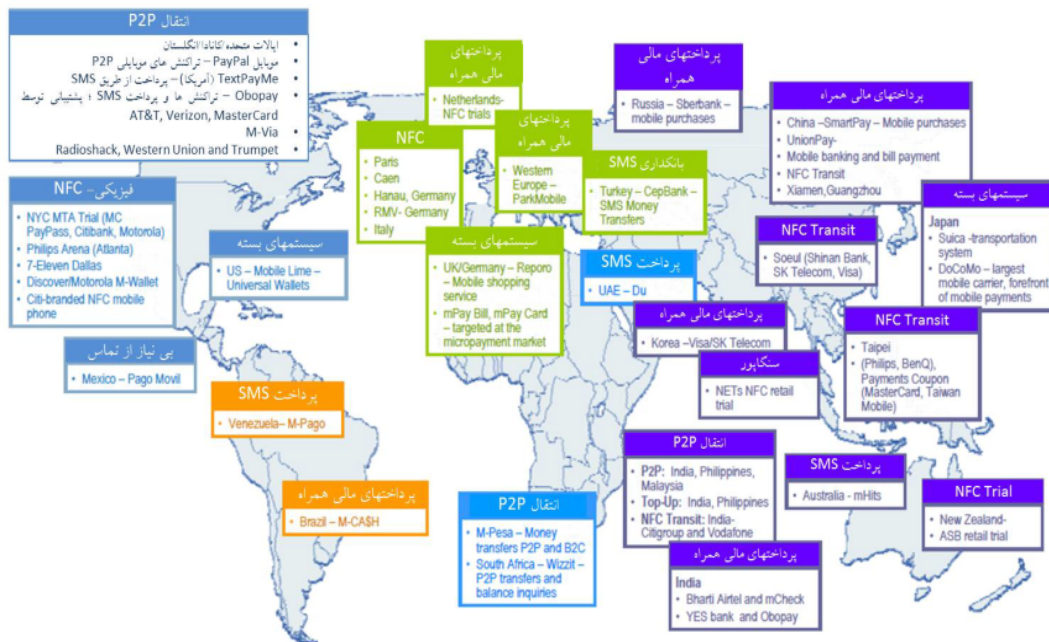 انتقال P2P
• ایالات متحده/کانادا/انگلستان
• موبایل PayPal – تراکنش های موبایلی P2P
• TextPayMe (آمریکا) – پرداخت از طریق SMS
• Obopay – تراکنش ها و پرداخت SMS ؛ پشتیبانی توسط
AT&T, Verizon, MasterCard
• M-Via
• Radioshack, Western Union and Trumpet
فیزیکی – NFC
• NYC MTA Trial (MC
PayPass, Citibank, Motorola)
• Philips Arena (Atlanta)
• 7-Eleven Dallas
• Discover/Motorola M-Wallet
• Citi-branded NFC mobile
phone
سیستمهای بسته
• US – Mobile Lime –
Universal Wallets
بی نیاز از تماس
• Mexico – Pago Movil
پرداخت SMS
Venezuela– M-Pago
پرداختهای مالی همراه
• Brazil – M-CA$H
پرداختهای
مالی همراه
• Netherlands-
NFC trials
NFC
• Paris
• Caen
• Hanau, Germany
• RMV- Germany
• Italy
پرداختهای
مالی همراه
• Western
Europe –
ParkMobile
بانکداری SMS
• Turkey – CepBank –
SMS Money
Transfers
سیستمهای بسته
• UK/Germany – Reporo
– Mobile shopping
service
• mPay Bill, mPay Card –
targeted at the
micropayment market
پرداخت SMS
• UAE – Du
انتقال P2P
• M-Pesa – Money
transfers P2P and B2C
• South Africa – Wizzit –
P2P transfers and
balance inquiries
پرداختهای مالی
همراه
• Russia – Sberbank –
mobile purchases
پرداختهای مالی همراه
• China –SmartPay – Mobile purchases
• UnionPay-
• Mobile banking and bill payment
• NFC Transit
• Xiamen,Guangzhou
سیستمهای بسته
Japan
• Suica -transportation
system
• DoCoMo – largest
mobile carrier, forefront
of mobile payments
NFC Transit
• Soeul (Shinan Bank,
SK Telecom, Visa)
پرداختهای مالی همراه
• Korea –Visa/SK Telecom
سنگاپور
• NETs NFC retail
trial
NFC Transit
• Taipei
• (Philips, BenQ),
Payments Coupon
(MasterCard, Taiwan
Mobile)
انتقال P2P
• P2P: India, Philippines,
Malaysia
• Top-Up: India, Philippines
• NFC Transit: India-
Citigroup and Vodafone
پرداختهای مالی همراه
India
• Bharti Airtel and mCheck
• YES bank and Obopay
پرداخت SMS
• Australia - mHits
NFC Trial
• New Zealand-
• ASB retail trial